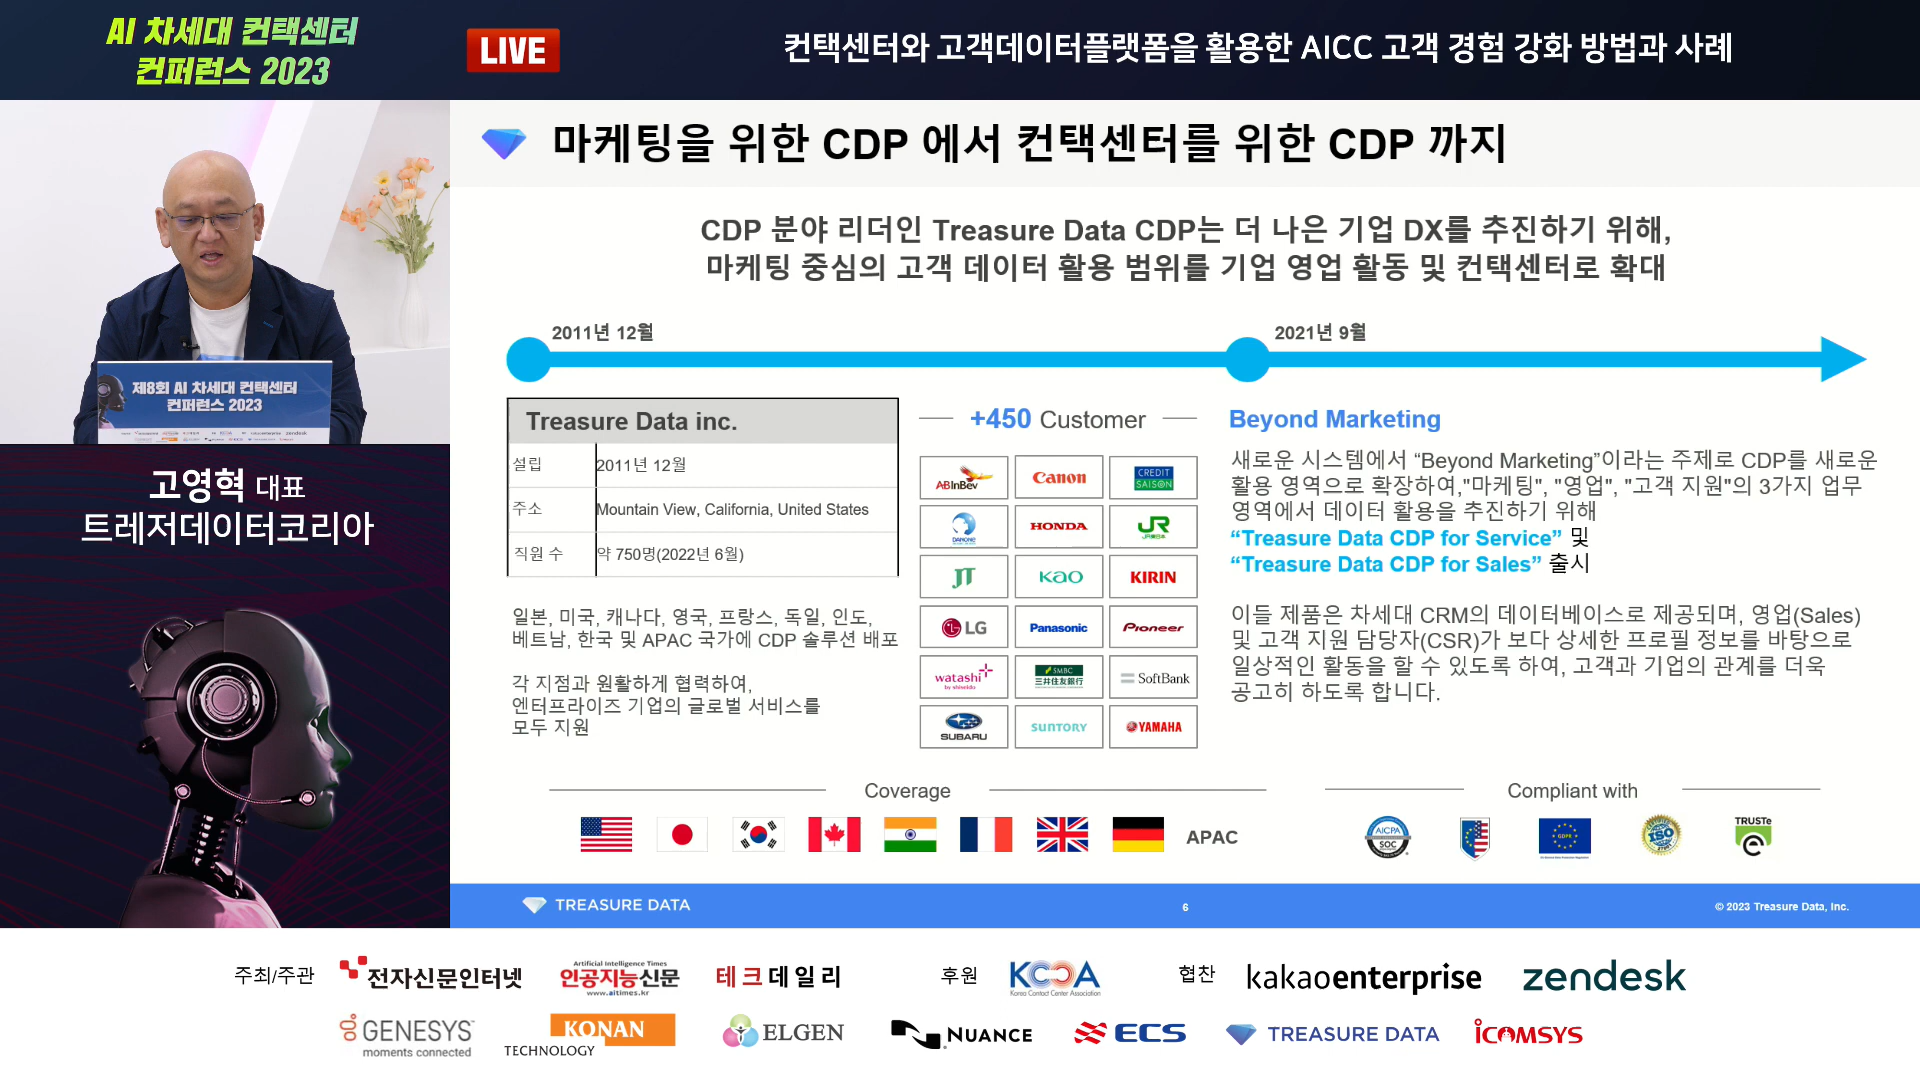 AI 차세대 컨택센터
컨퍼런스 2023
LIVE
컨택센터와 고객데이터플랫폼을 활용한 AICC 고객 경험 강화 방법과 사례
제8회 AI 차세대 컨택센터
컨퍼런스 2023
고영혁 대표
트레저데이터코리아
마케팅을 위한 CDP 에서 컨택센터를 위한 CDP 까지
CDP 분야 리더인 Treasure Data CDP는 더 나은 기업 DX를 추진하기 위해,
마케팅 중심의 고객 데이터 활용 범위를 기업 영업 활동 및 컨택센터로 확대
2011년 12월
2021년 9월
Treasure Data inc.
설립 2011년 12월
주소 Mountain View, California, United States
직원 수 약 750명(2022년 6월)
일본, 미국, 캐나다, 영국, 프랑스, 독일, 인도,
베트남, 한국 및 APAC 국가에 CDP 솔루션 배포
각 지점과 원활하게 협력하여,
엔터프라이즈 기업의 글로벌 서비스를
모두 지원
+450 Customer
ABInBev Canon CREDIT SAISON
DANONE HONDA JR JR東日本
JT Kao KIRIN
LG Panasonic Pioneer
watashi+ by shiseido SMBC 三井住友銀行 SoftBank
SUBARU SUNTORY YAMAHA
Beyond Marketing
새로운 시스템에서 “Beyond Marketing”이라는 주제로 CDP를 새로운
활용 영역으로 확장하여,"마케팅", "영업", "고객 지원"의 3가지 업무
영역에서 데이터 활용을 추진하기 위해
“Treasure Data CDP for Service” 및
“Treasure Data CDP for Sales” 출시
이들 제품은 차세대 CRM의 데이터베이스로 제공되며, 영업(Sales)
및 고객 지원 담당자(CSR)가 보다 상세한 프로필 정보를 바탕으로
일상적인 활동을 할 수 있도록 하여, 고객과 기업의 관계를 더욱
공고히 하도록 합니다.
Coverage
APAC
Compliant with
AICPA SOC
GDPR
ISO
TRUSTe
TREASURE DATA
6
© 2023 Treasure Data, Inc.
주최/주관 전자신문인터넷 Artificial Intelligence Times 인공지능신문 www.aitimes.kr 테크데일리 후원 KCCA Korea Contact Center Association 협찬 kakaoenterprise zendesk
GENESYS moments connected KONAN TECHNOLOGY ELGEN NUANCE ECS TREASURE DATA iCOMSYS